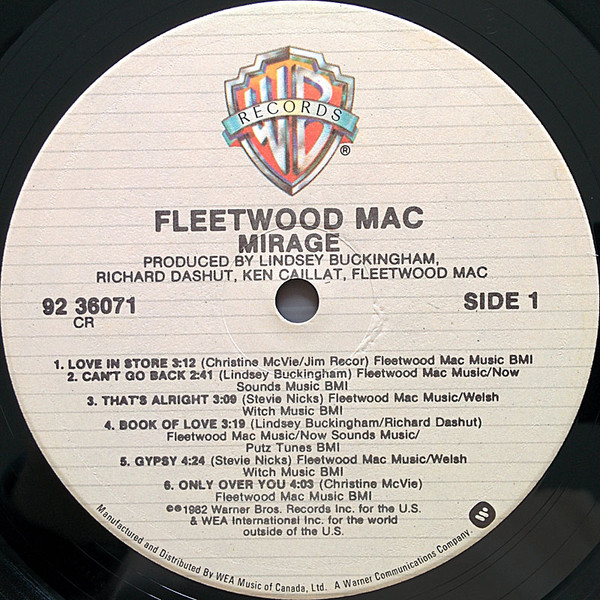 WB
RECORDS
®
FLEETWOOD MAC
MIRAGE
PRODUCED BY LINDSEY BUCKINGHAM,
RICHARD DASHUT, KEN CAILLAT, FLEETWOOD MAC
92 36071
CR
SIDE 1
1. LOVE IN STORE 3:12 (Christine McVie/Jim Recor) Fleetwood Mac Music BMI
2. CAN'T GO BACK 2:41 (Lindsey Buckingham) Fleetwood Mac Music/Now
Sounds Music BMI
3. THAT'S ALRIGHT 3:09 (Stevie Nicks) Fleetwood Mac Music/Welsh
Witch Music BMI
4. BOOK OF LOVE 3:19 (Lindsey Buckingham/Richard Dashut)
Fleetwood Mac Music/Now Sounds Music/
Putz Tunes BMI
5. GYPSY 4:24 (Stevie Nicks) Fleetwood Mac Music/Welsh
Witch Music BMI
6. ONLY OVER YOU 4:03 (Christine McVie)
Fleetwood Mac Music BMI
©℗1982 Warner Bros. Records Inc. for the U.S.
& WEA International Inc. for the world
outside of the U.S.
Manufactured and Distributed By WEA Music of Canada, Ltd. A Warner Communications Company.